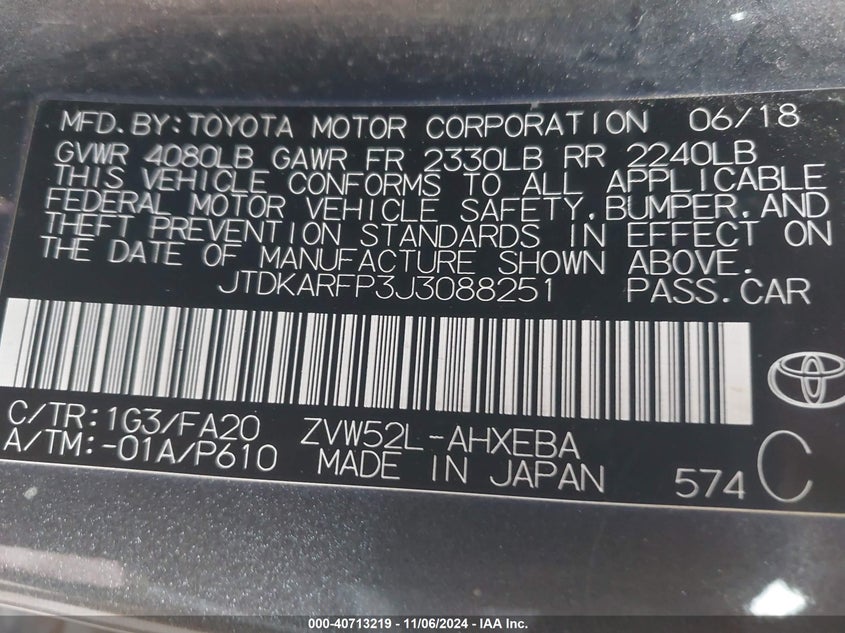 MFD.BY:TOYOTA MOTOR CORPORATION 06/18
GVWR 4080LB GAWR FR 2330LB RR 2240LB
THIS VEHICLE CONFORMS TO ALL APPLICABLE
FEDERAL MOTOR VEHICLE SAFETY,BUMPER,AND
THEFT PREVENTION STANDARDS IN EFFECT ON
THE DATE OF MANUFACTURE SHOWN ABOVE.
JTDKARFP3J3088251 PASS.CAR
C/TR:1G3/FA20 ZVW52L-AHXEBA
A/TM:-01A/P610 MADE IN JAPAN 574 C
000-40713219 - 11/06/2024 - IAA Inc.